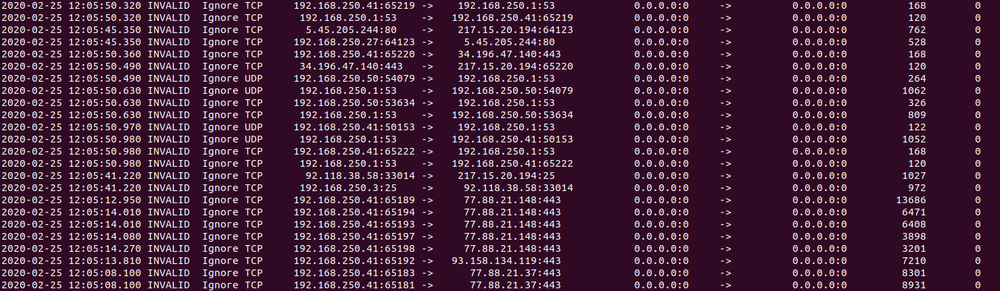 2020-02-25 12:05:50.320 INVALID  Ignore TCP     192.168.250.41:65219 ->     192.168.250.1:53             0.0.0.0:0     ->          0.0.0.0:0          168        0
2020-02-25 12:05:50.320 INVALID  Ignore TCP      192.168.250.1:53    ->    192.168.250.41:65219          0.0.0.0:0     ->          0.0.0.0:0          120        0
2020-02-25 12:05:45.350 INVALID  Ignore TCP       5.45.205.244:80    ->     217.15.20.194:64123          0.0.0.0:0     ->          0.0.0.0:0          762        0
2020-02-25 12:05:45.350 INVALID  Ignore TCP     192.168.250.27:64123 ->      5.45.205.244:80             0.0.0.0:0     ->          0.0.0.0:0          528        0
2020-02-25 12:05:50.360 INVALID  Ignore TCP     192.168.250.41:65220 ->     34.196.47.140:443            0.0.0.0:0     ->          0.0.0.0:0          168        0
2020-02-25 12:05:50.490 INVALID  Ignore TCP      34.196.47.140:443   ->     217.15.20.194:65220          0.0.0.0:0     ->          0.0.0.0:0          120        0
2020-02-25 12:05:50.490 INVALID  Ignore UDP     192.168.250.50:54079 ->     192.168.250.1:53             0.0.0.0:0     ->          0.0.0.0:0          264        0
2020-02-25 12:05:50.630 INVALID  Ignore UDP      192.168.250.1:53    ->    192.168.250.50:54079          0.0.0.0:0     ->          0.0.0.0:0         1062        0
2020-02-25 12:05:50.630 INVALID  Ignore TCP     192.168.250.50:53634 ->     192.168.250.1:53             0.0.0.0:0     ->          0.0.0.0:0          326        0
2020-02-25 12:05:50.630 INVALID  Ignore TCP      192.168.250.1:53    ->    192.168.250.50:53634          0.0.0.0:0     ->          0.0.0.0:0          809        0
2020-02-25 12:05:50.970 INVALID  Ignore UDP     192.168.250.41:50153 ->     192.168.250.1:53             0.0.0.0:0     ->          0.0.0.0:0          122        0
2020-02-25 12:05:50.980 INVALID  Ignore UDP      192.168.250.1:53    ->    192.168.250.41:50153          0.0.0.0:0     ->          0.0.0.0:0         1052        0
2020-02-25 12:05:50.980 INVALID  Ignore TCP     192.168.250.41:65222 ->     192.168.250.1:53             0.0.0.0:0     ->          0.0.0.0:0          168        0
2020-02-25 12:05:50.980 INVALID  Ignore TCP      192.168.250.1:53    ->    192.168.250.41:65222          0.0.0.0:0     ->          0.0.0.0:0          120        0
2020-02-25 12:05:41.220 INVALID  Ignore TCP       92.118.38.58:33014 ->     217.15.20.194:25             0.0.0.0:0     ->          0.0.0.0:0         1027        0
2020-02-25 12:05:41.220 INVALID  Ignore TCP      192.168.250.3:25    ->      92.118.38.58:33014          0.0.0.0:0     ->          0.0.0.0:0          972        0
2020-02-25 12:05:12.950 INVALID  Ignore TCP     192.168.250.41:65189 ->      77.88.21.148:443            0.0.0.0:0     ->          0.0.0.0:0        13686        0
2020-02-25 12:05:14.010 INVALID  Ignore TCP     192.168.250.41:65194 ->      77.88.21.148:443            0.0.0.0:0     ->          0.0.0.0:0         6471        0
2020-02-25 12:05:14.010 INVALID  Ignore TCP     192.168.250.41:65193 ->      77.88.21.148:443            0.0.0.0:0     ->          0.0.0.0:0         6408        0
2020-02-25 12:05:14.080 INVALID  Ignore TCP     192.168.250.41:65197 ->      77.88.21.148:443            0.0.0.0:0     ->          0.0.0.0:0         3898        0
2020-02-25 12:05:14.270 INVALID  Ignore TCP     192.168.250.41:65198 ->      77.88.21.148:443            0.0.0.0:0     ->          0.0.0.0:0         3201        0
2020-02-25 12:05:13.810 INVALID  Ignore TCP     192.168.250.41:65192 ->    93.158.134.119:443            0.0.0.0:0     ->          0.0.0.0:0         7210        0
2020-02-25 12:05:08.100 INVALID  Ignore TCP     192.168.250.41:65183 ->       77.88.21.37:443            0.0.0.0:0     ->          0.0.0.0:0         8301        0
2020-02-25 12:05:08.100 INVALID  Ignore TCP     192.168.250.41:65181 ->       77.88.21.37:443            0.0.0.0:0     ->          0.0.0.0:0         8931        0